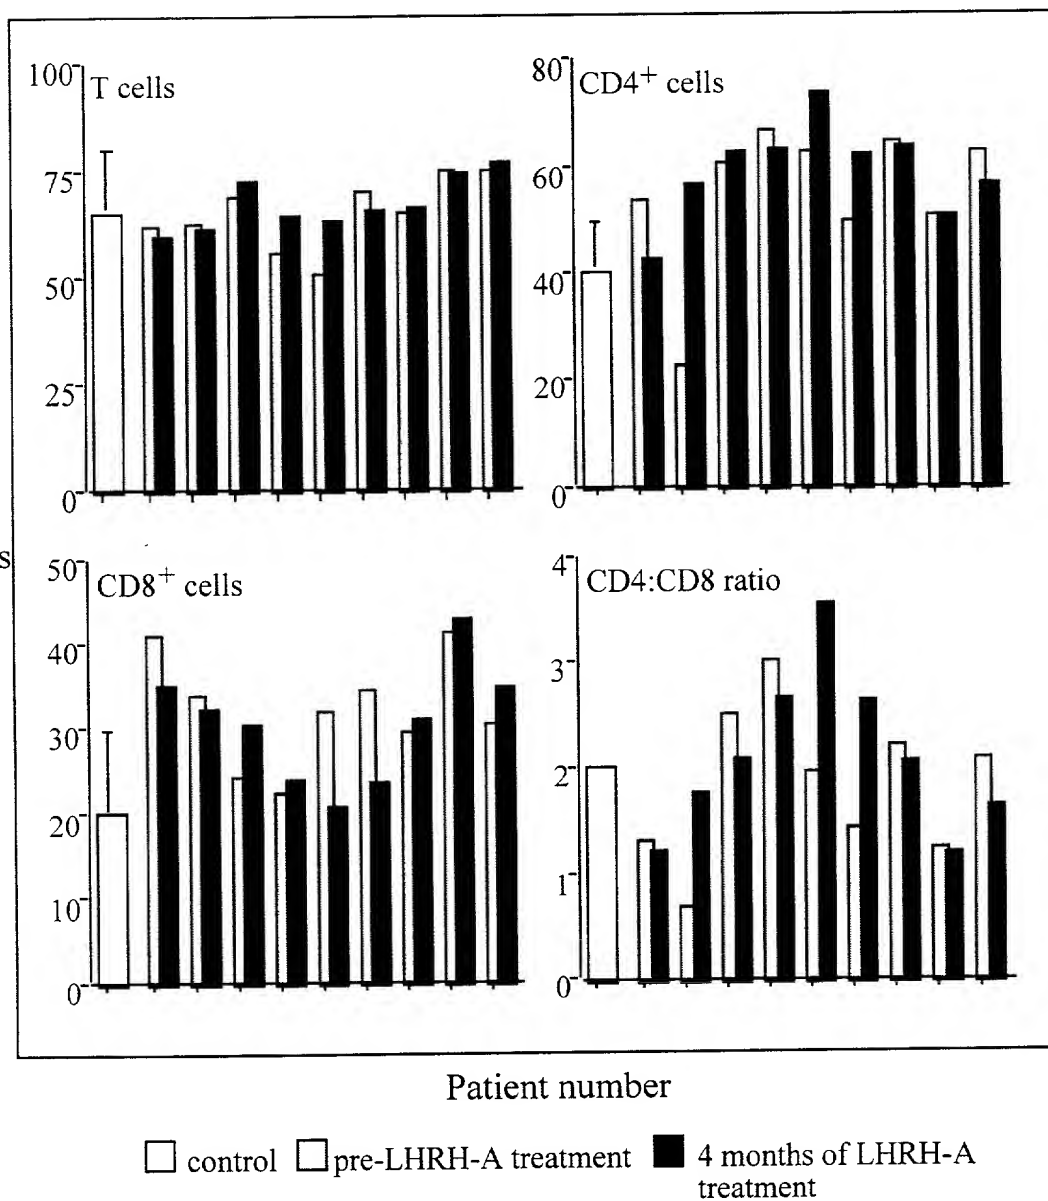 T cells
100
75
50
25
0
CD4+ cells
80
60
40
20
0
s
CD8+ cells
50
40
30
20
10
0
CD4:CD8 ratio
4
3
2
1
0
Patient number
control pre-LHRH-A treatment 4 months of LHRH-A
treatment